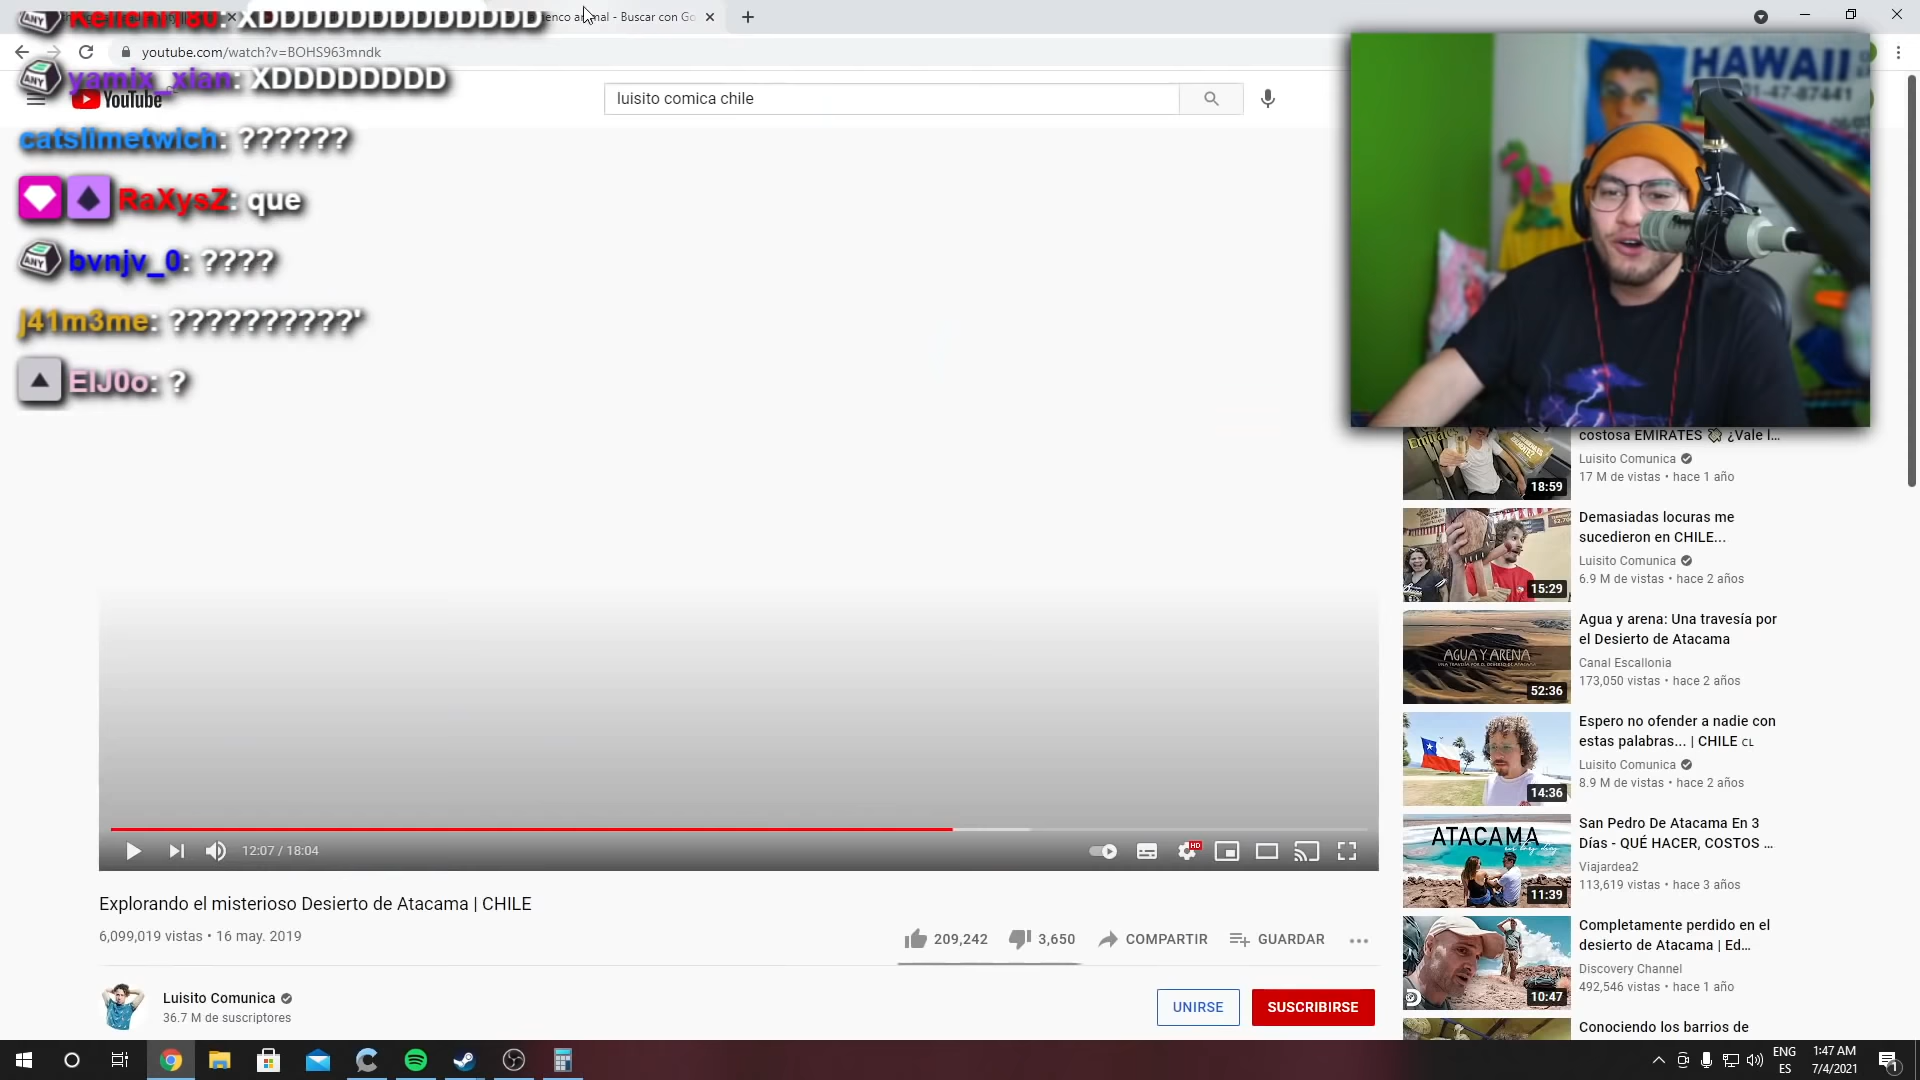 Keiichi180: XDDDDDDDDDDDDDDD
enco animal - Buscar con Go
youtube.com/watch?v=BOHS963mndk
ANY yamix_xian: XDDDDDDDD
YouTube
luisito comica chile
catslimetwich: ??????
RaXysZ: que
ANY bvnjv_0: ????
J41m3me: ??????????'
ElJ0o: ?
HAWAII
01-47-87441
Emirates
costosa EMIRATES ¿Vale l...
Luisito Comunica
17 M de vistas • hace 1 año
18:59
Demasiadas locuras me
sucedieron en CHILE...
Luisito Comunica
6.9 M de vistas • hace 2 años
15:29
Agua y arena: Una travesía por
el Desierto de Atacama
AGUA Y ARENA
Canal Escallonia
173,050 vistas • hace 2 años
52:36
Espero no ofender a nadie con
estas palabras... | CHILE CL
Luisito Comunica
8.9 M de vistas • hace 2 años
14:36
San Pedro De Atacama En 3
Días - QUÉ HACER, COSTOS ...
ATACAMA
Viajardea2
113,619 vistas • hace 3 años
11:39
Completamente perdido en el
desierto de Atacama | Ed...
Discovery Channel
492,546 vistas • hace 1 año
10:47
Conociendo los barrios de
12:07 / 18:04
HD
Explorando el misterioso Desierto de Atacama | CHILE
6,099,019 vistas • 16 may. 2019
209,242
3,650
COMPARTIR
GUARDAR
Luisito Comunica
36.7 M de suscriptores
UNIRSE
SUSCRIBIRSE
ENG
ES
1:47 AM
7/4/2021
1